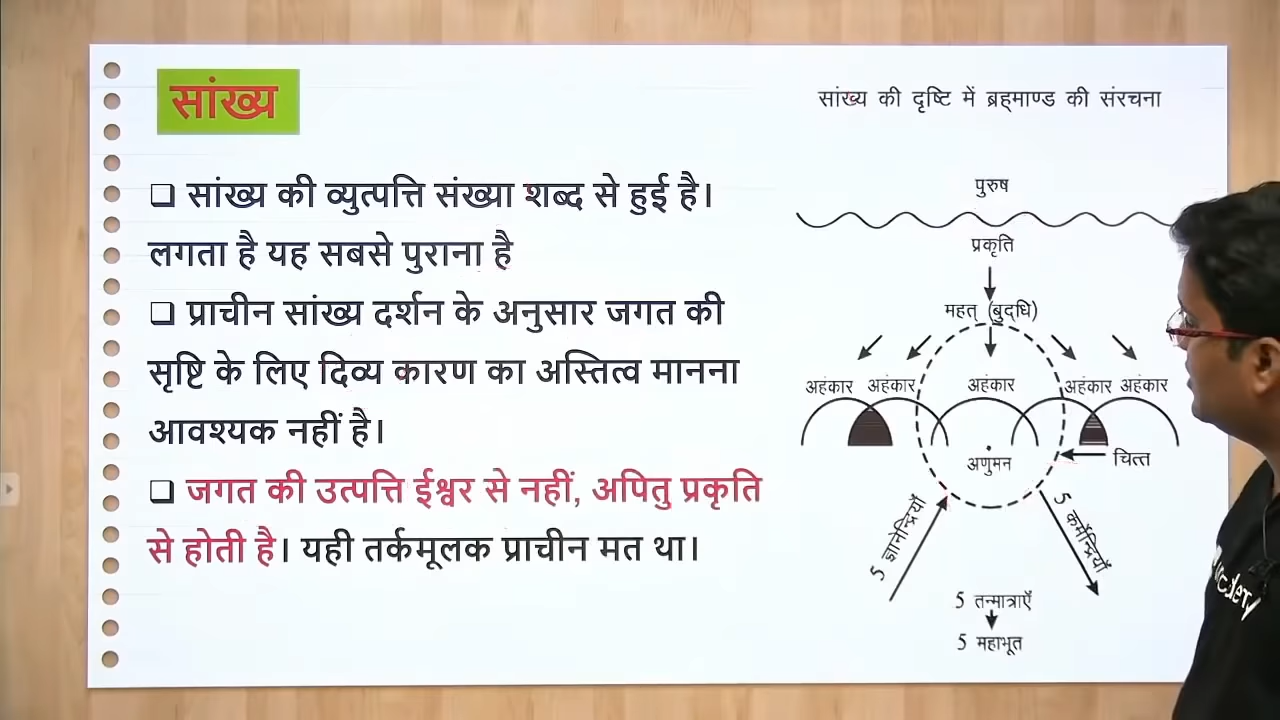 सांख्य
❑ सांख्य की व्युत्पत्ति संख्या शब्द से हुई है।
लगता है यह सबसे पुराना है
❑ प्राचीन सांख्य दर्शन के अनुसार जगत की
सृष्टि के लिए दिव्य कारण का अस्तित्व मानना
आवश्यक नहीं है।
❑ जगत की उत्पत्ति ईश्वर से नहीं, अपितु प्रकृति
से होती है। यही तर्कमूलक प्राचीन मत था।
सांख्य की दृष्टि में ब्रह्माण्ड की संरचना
पुरुष
प्रकृति
महत् (बुद्धि)
अहंकार अहंकार अहंकार अहंकार अहंकार
अणुमन
चित्त
5 ज्ञानेन्द्रियाँ
5 कर्मेन्द्रियाँ
5 तन्मात्राएँ
5 महाभूत